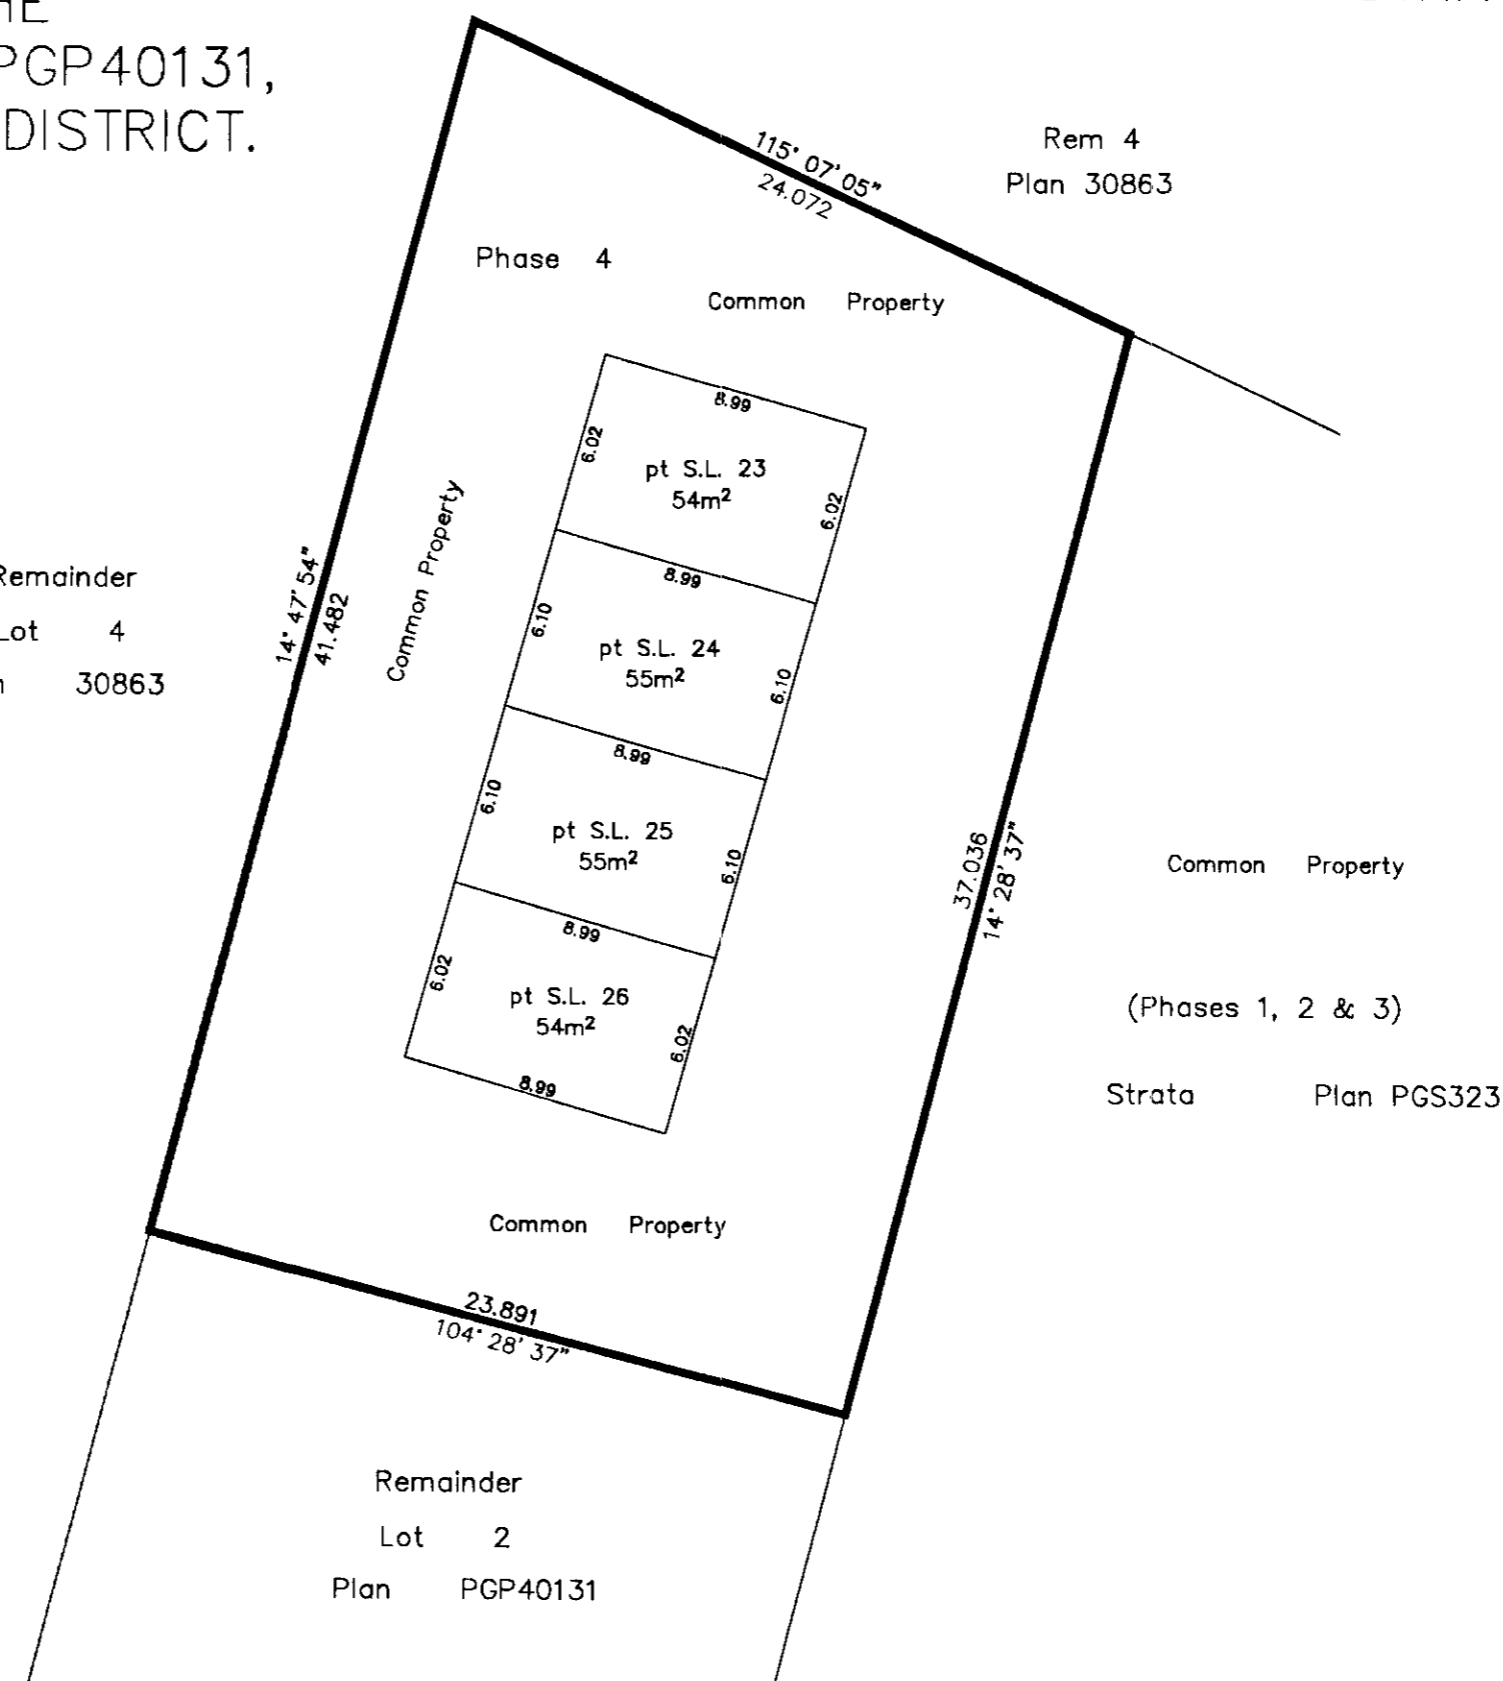 PGP40131,
DISTRICT.
115° 07' 05"
24.072
Rem 4
Plan 30863
Phase 4
Common Property
8.99
6.02
pt S.L. 23
54m²
6.02
Common Property
8.99
14° 47' 54"
41.482
Remainder
Lot 4
30863
6.10
pt S.L. 24
55m²
6.10
8.99
6.10
pt S.L. 25
55m²
6.10
37.036
14° 28' 37"
Common Property
8.99
6.02
pt S.L. 26
54m²
6.02
(Phases 1, 2 & 3)
8.99
Strata Plan PGS323
Common Property
23.891
104° 28' 37"
Remainder
Lot 2
Plan PGP40131